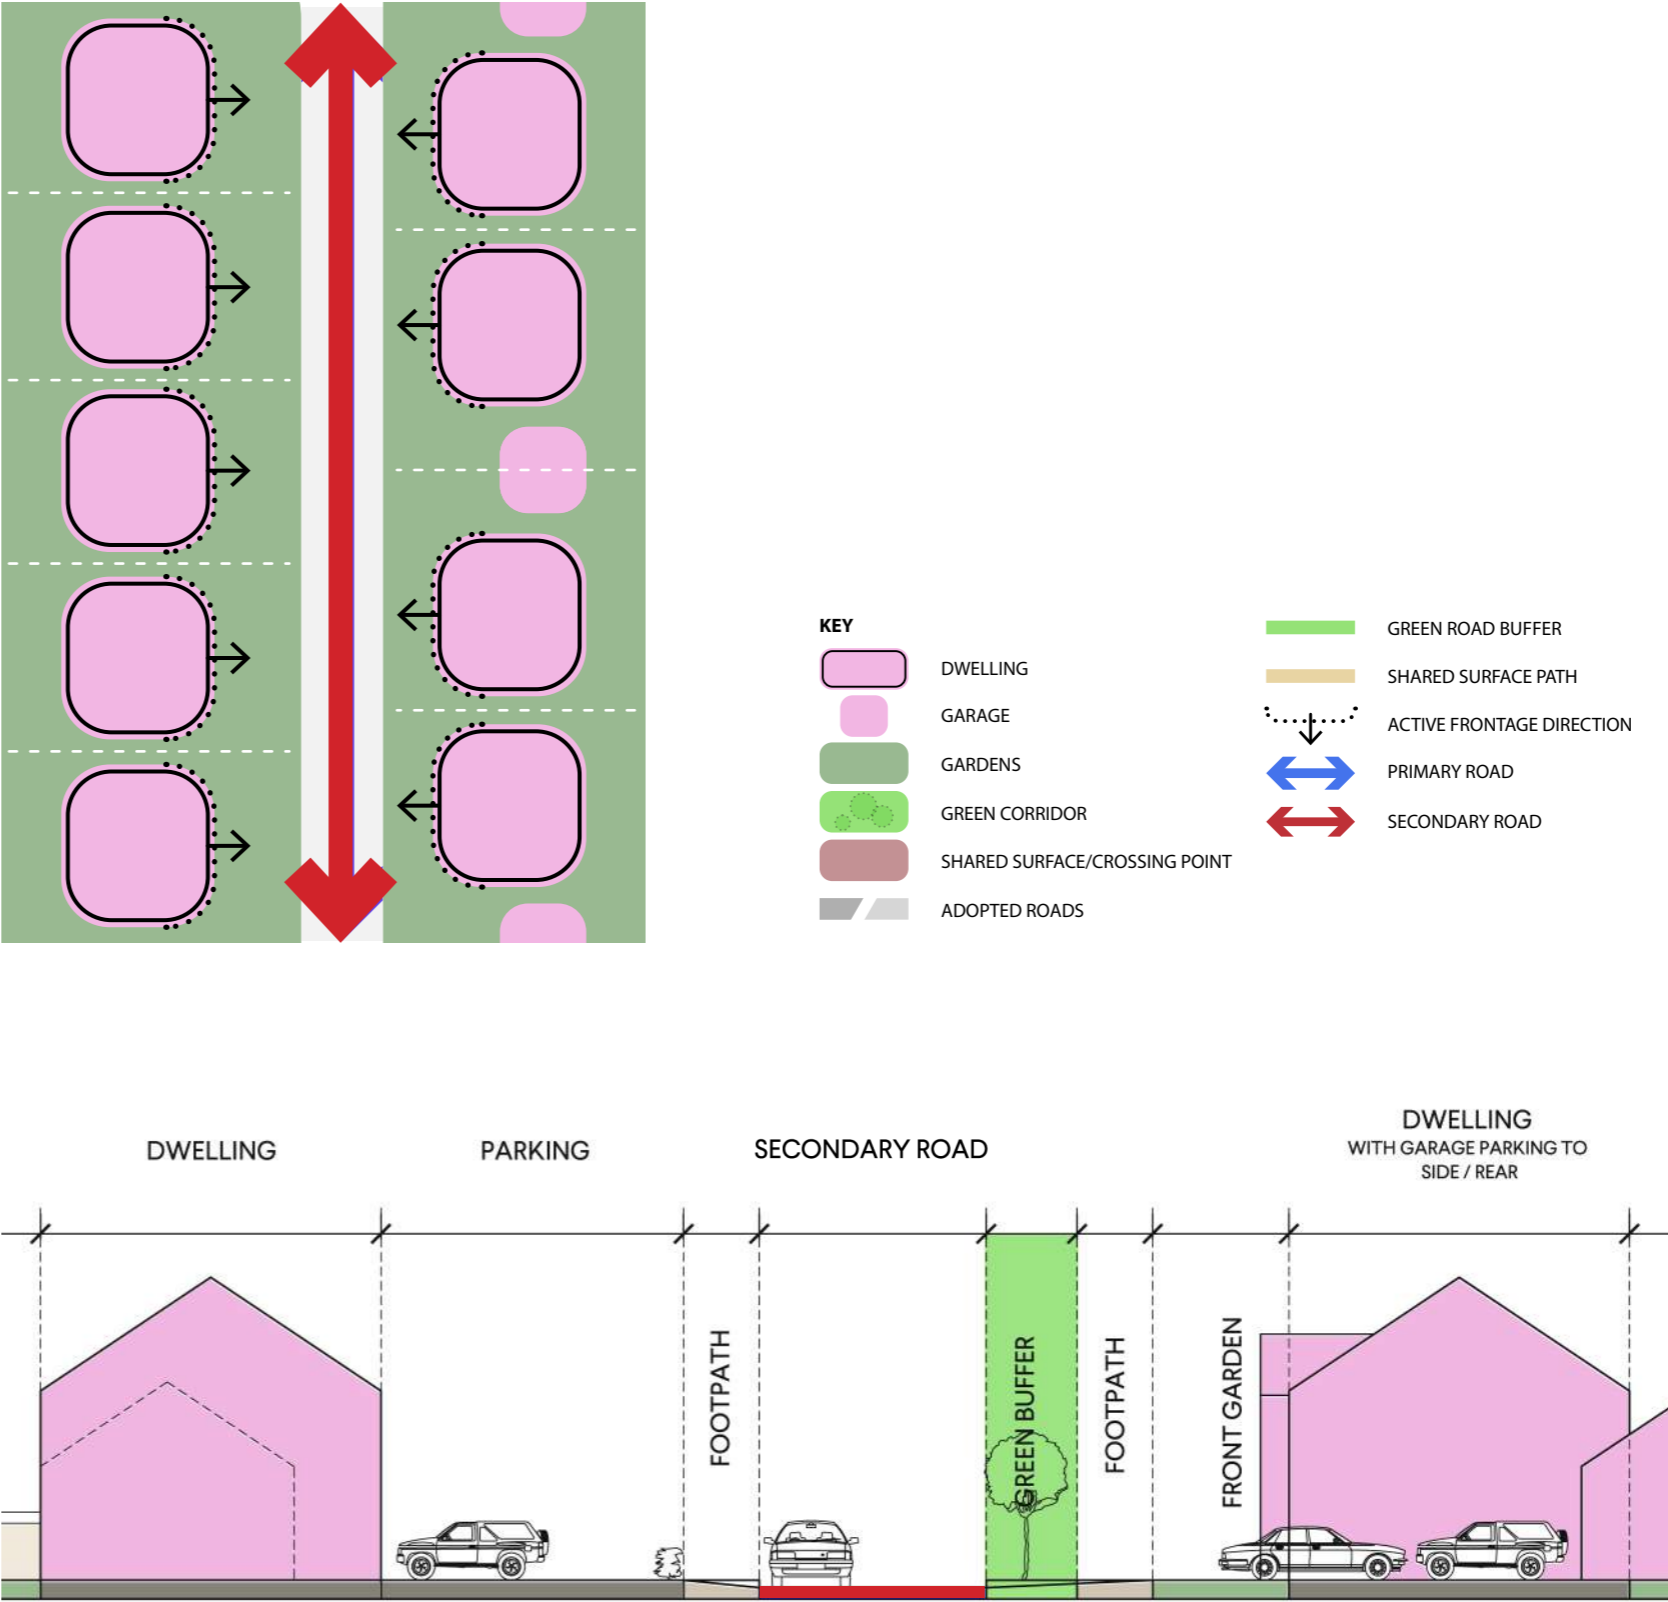 KEY
DWELLING
GARAGE
GARDENS
GREEN CORRIDOR
SHARED SURFACE/CROSSING POINT
ADOPTED ROADS
GREEN ROAD BUFFER
SHARED SURFACE PATH
ACTIVE FRONTAGE DIRECTION
PRIMARY ROAD
SECONDARY ROAD
DWELLING
PARKING
SECONDARY ROAD
DWELLING
WITH GARAGE PARKING TO
SIDE / REAR
FOOTPATH
GREEN BUFFER
FOOTPATH
FRONT GARDEN